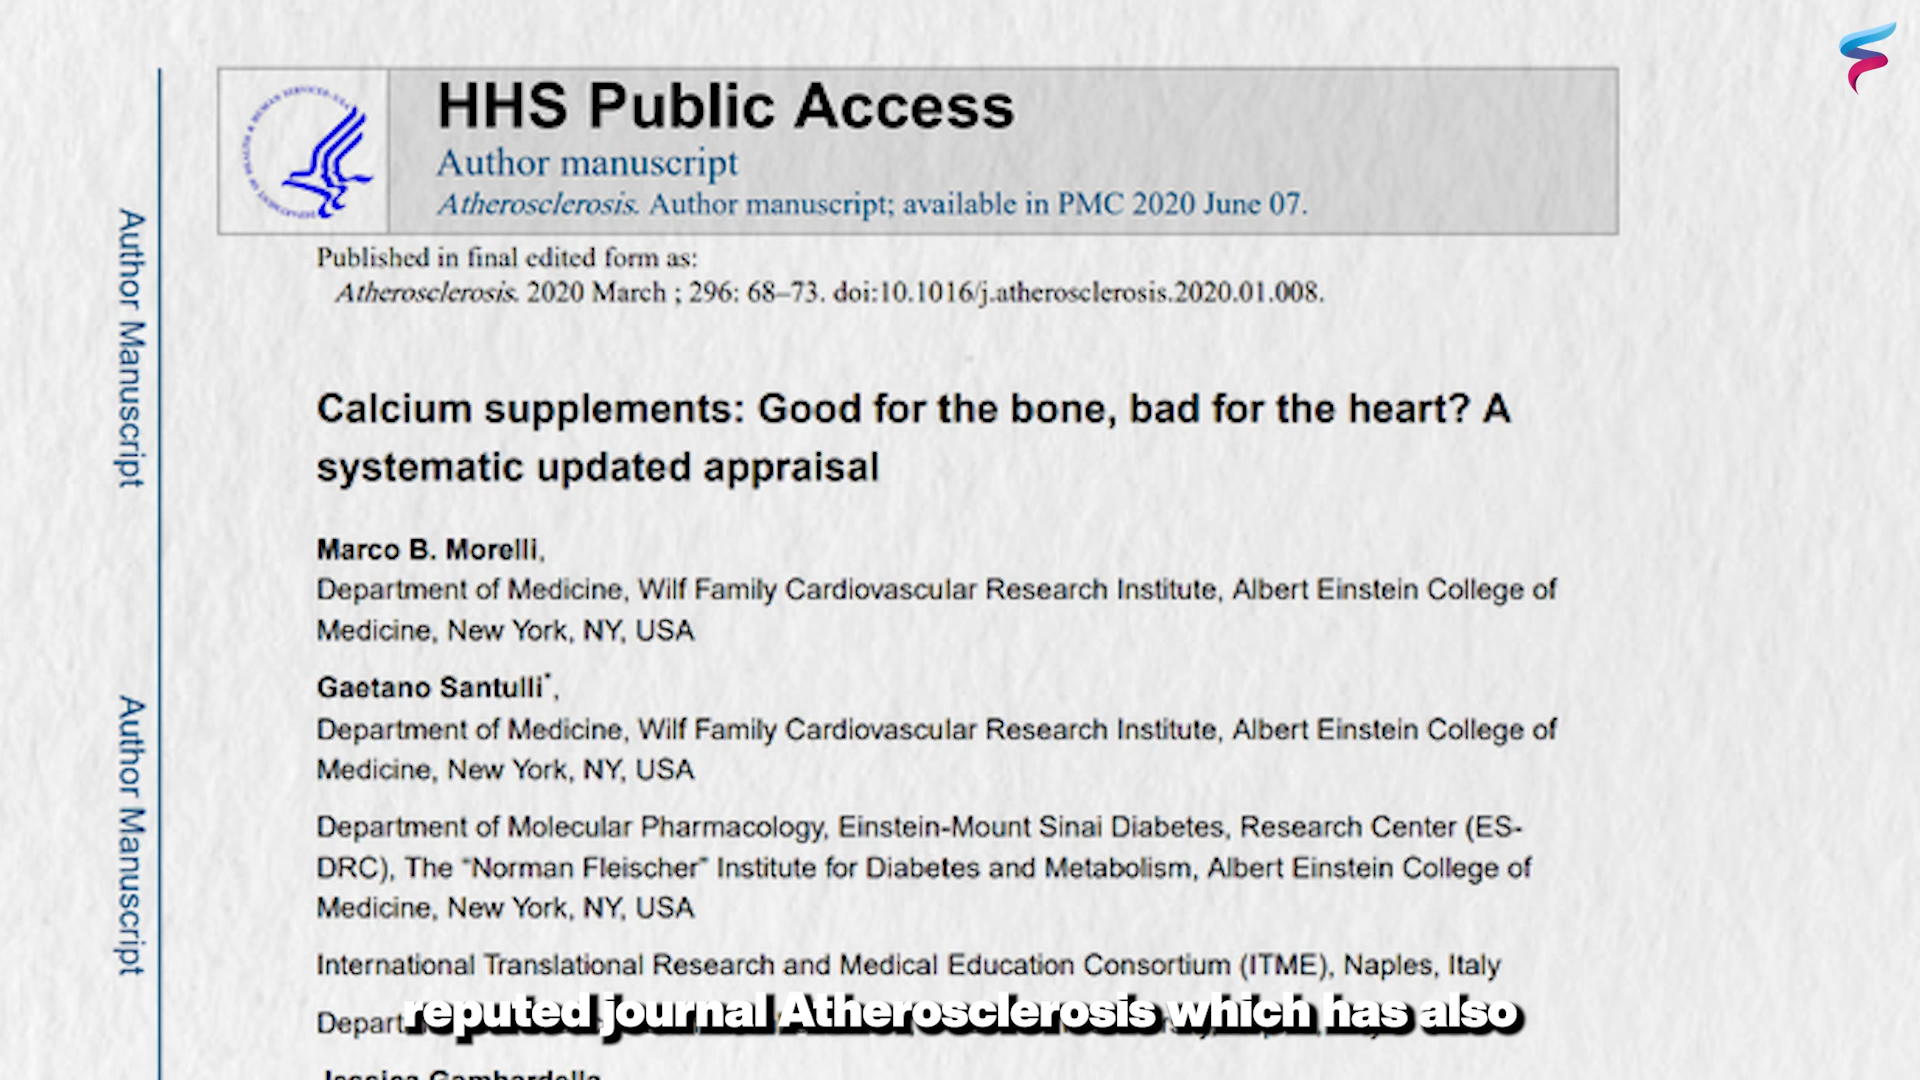 HHS Public Access
Author manuscript
Atherosclerosis. Author manuscript; available in PMC 2020 June 07.
Published in final edited form as:
Atherosclerosis. 2020 March ; 296: 68–73. doi:10.1016/j.atherosclerosis.2020.01.008.
Calcium supplements: Good for the bone, bad for the heart? A
systematic updated appraisal
Marco B. Morelli,
Department of Medicine, Wilf Family Cardiovascular Research Institute, Albert Einstein College of
Medicine, New York, NY, USA
Gaetano Santulli*,
Department of Medicine, Wilf Family Cardiovascular Research Institute, Albert Einstein College of
Medicine, New York, NY, USA
Department of Molecular Pharmacology, Einstein-Mount Sinai Diabetes, Research Center (ES-
DRC), The “Norman Fleischer” Institute for Diabetes and Metabolism, Albert Einstein College of
Medicine, New York, NY, USA
International Translational Research and Medical Education Consortium (ITME), Naples, Italy
reputed journal Atherosclerosis which has also
Author Manuscript
Author Manuscript